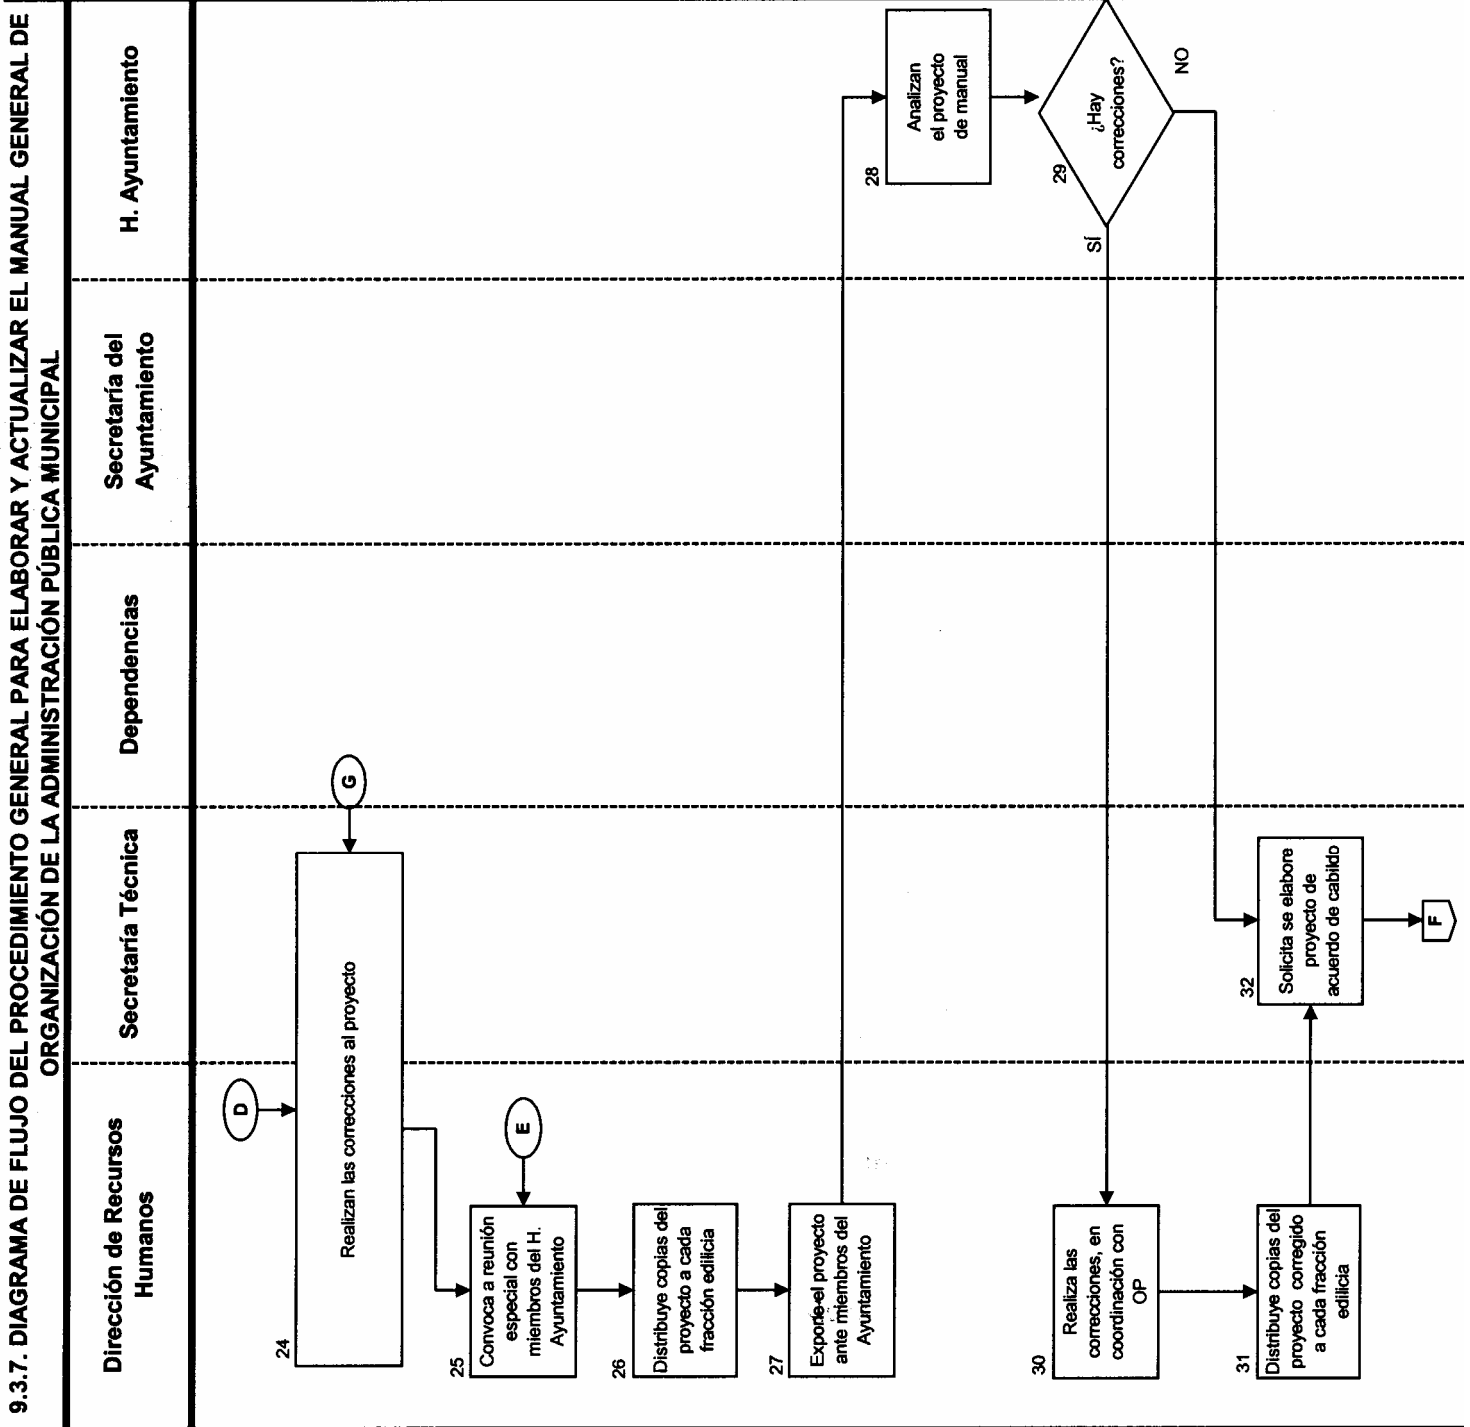 9.3.7. DIAGRAMA DE FLUJO DEL PROCEDIMIENTO GENERAL PARA ELABORAR Y ACTUALIZAR EL MANUAL GENERAL DE
ORGANIZACIÓN DE LA ADMINISTRACIÓN PÚBLICA MUNICIPAL
Dirección de Recursos
Humanos
Secretaría Técnica
Dependencias
Secretaría del
Ayuntamiento
H. Ayuntamiento
D
G
24
Realizan las correcciones al proyecto
E
25
Convoca a reunión
especial con
miembros del H.
Ayuntamiento
26
Distribuye copias del
proyecto a cada
fracción edilicia
27
Expone el proyecto
ante miembros del
Ayuntamiento
28
Analizan
el proyecto
de manual
29
¿Hay
correcciones?
SÍ
NO
30
Realiza las
correcciones, en
coordinación con
OP
31
Distribuye copias del
proyecto corregido
a cada fracción
edilicia
32
Solicita se elabore
proyecto de
acuerdo de cabildo
F